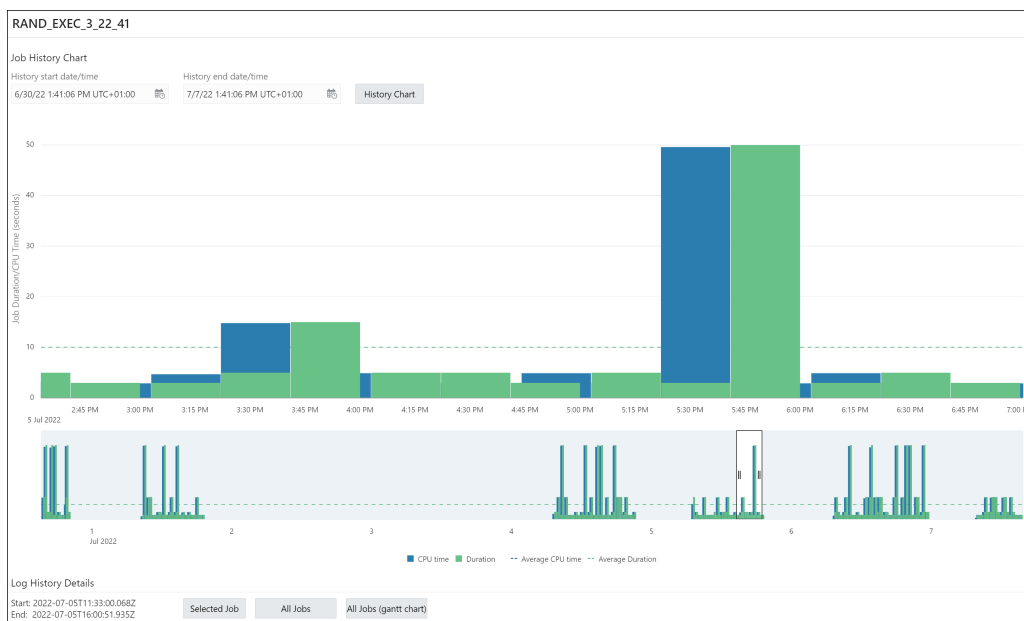 RAND_EXEC_3_22_41
Job History Chart
History start date/time
History end date/time
6/30/22 1:41:06 PM UTC+01:00
7/7/22 1:41:06 PM UTC+01:00
History Chart
Job Duration/CPU Time (seconds)
50
40
30
20
10
0
2:45 PM 3:00 PM 3:15 PM 3:30 PM 3:45 PM 4:00 PM 4:15 PM 4:30 PM 4:45 PM 5:00 PM 5:15 PM 5:30 PM 5:45 PM 6:00 PM 6:15 PM 6:30 PM 6:45 PM 7:00
5 Jul 2022
1 2 3 4 5 6 7
Jul 2022
CPU time Duration Average CPU time Average Duration
Log History Details
Start: 2022-07-05T11:33:00.068Z
End: 2022-07-05T16:00:51.935Z
Selected Job
All Jobs
All Jobs (gantt chart)